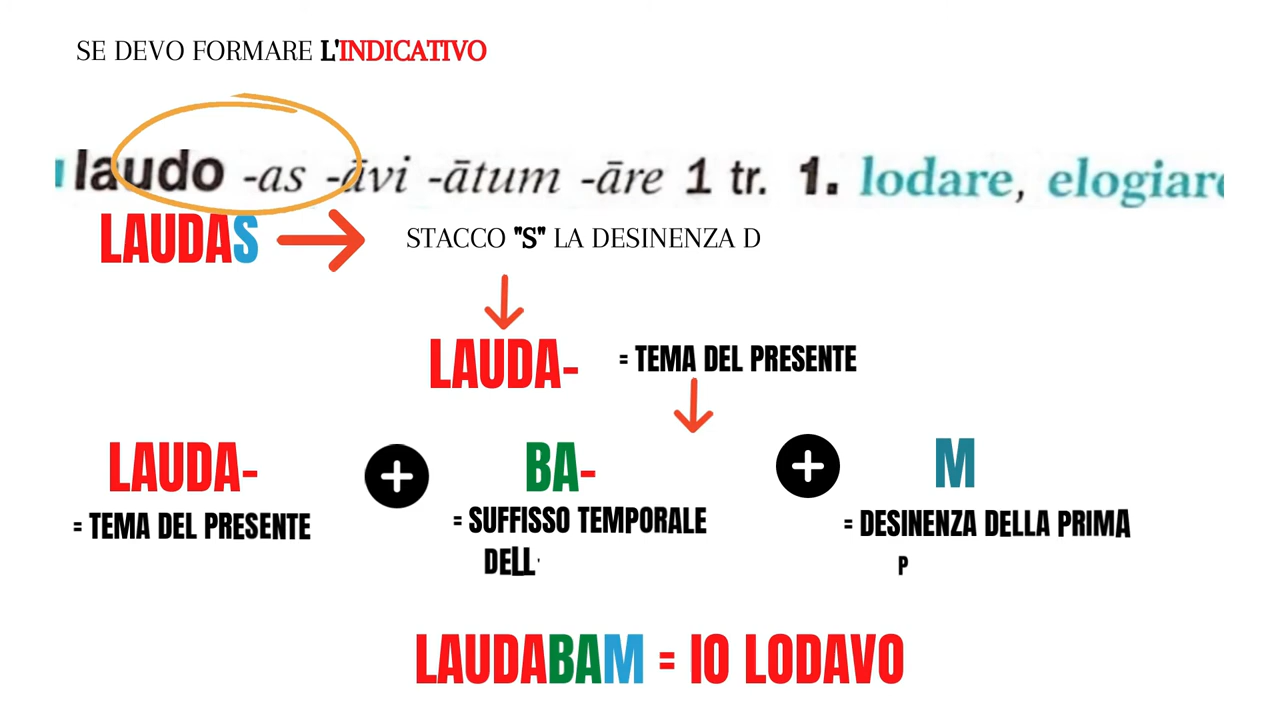 SE DEVO FORMARE L'INDICATIVO
laudo -as -āvi -ātum -āre 1 tr. 1. lodare, elogiare
LAUDAS
STACCO "S" LA DESINENZA D
LAUDA-
= TEMA DEL PRESENTE
LAUDA- + BA- + M
= TEMA DEL PRESENTE
= SUFFISSO TEMPORALE
DELL'
= DESINENZA DELLA PRIMA
P
LAUDABAM = IO LODAVO